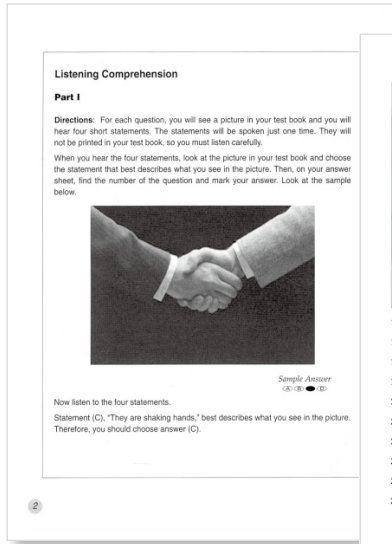 Listening Comprehension
Part I
Directions: For each question, you will see a picture in your test book and you will
hear four short statements. The statements will be spoken just one time. They will
not be printed in your test book, so you must listen carefully.
When you hear the four statements, look at the picture in your test book and choose
the statement that best describes what you see in the picture. Then, on your answer
sheet, find the number of the question and mark your answer. Look at the sample
below.
Sample Answer
(A) (B) (D)
Now listen to the four statements.
Statement (C), "They are shaking hands," best describes what you see in the picture.
Therefore, you should choose answer (C).
2